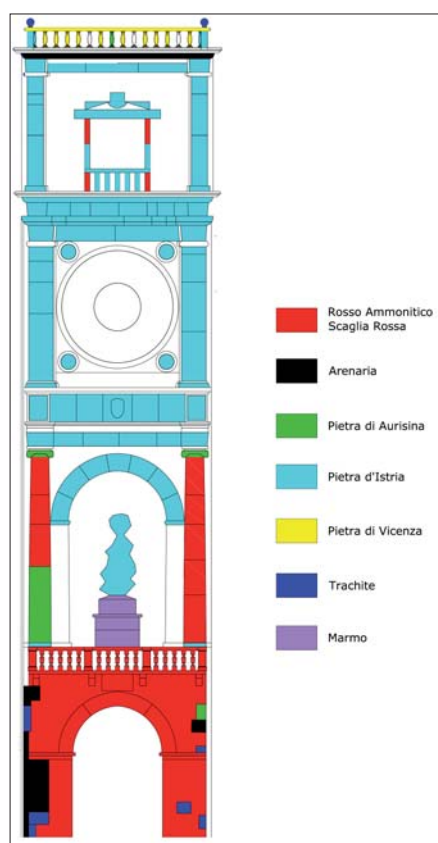 Rosso Ammonitico
Scaglia Rossa
Arenaria
Pietra di Aurisina
Pietra d'Istria
Pietra di Vicenza
Trachite
Marmo